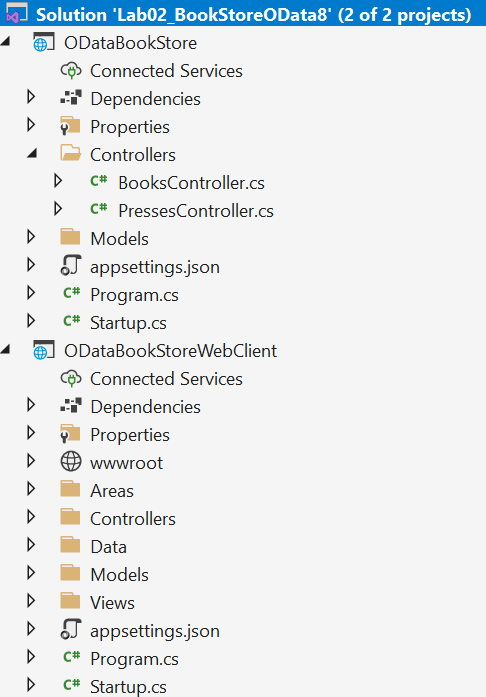 Solution 'Lab02_BookStoreOData8' (2 of 2 projects)
ODataBookStore
Connected Services
Dependencies
Properties
Controllers
C# BooksController.cs
C# PressesController.cs
Models
appsettings.json
C# Program.cs
C# Startup.cs
ODataBookStoreWebClient
Connected Services
Dependencies
Properties
wwwroot
Areas
Controllers
Data
Models
Views
appsettings.json
C# Program.cs
C# Startup.cs